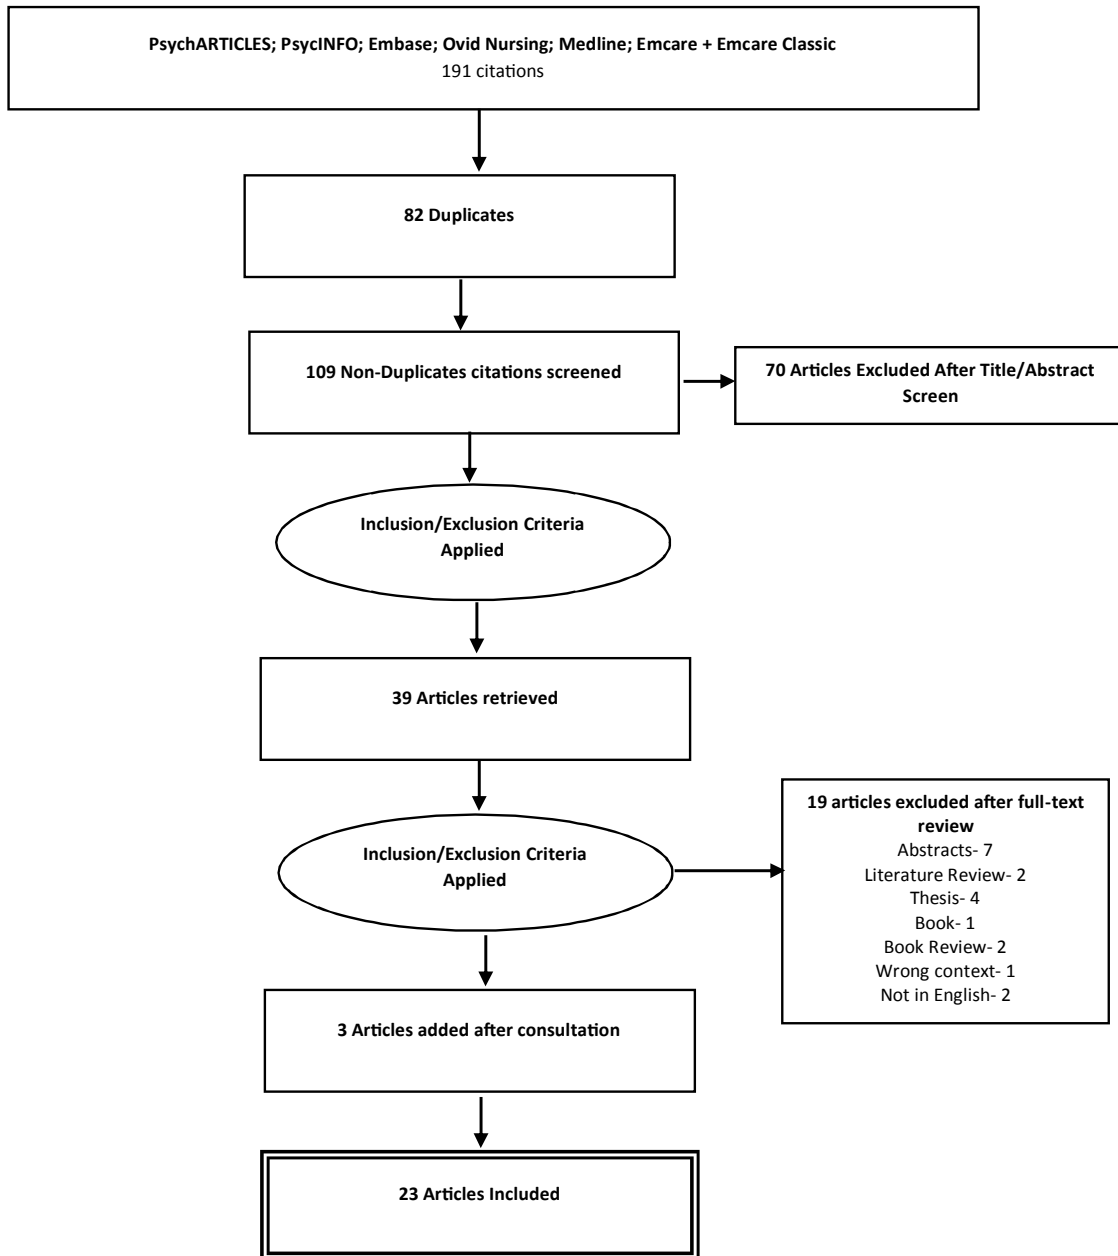 PsychARTICLES; PsycINFO; Embase; Ovid Nursing; Medline; Emcare + Emcare Classic
191 citations
82 Duplicates
109 Non-Duplicates citations screened
70 Articles Excluded After Title/Abstract
Screen
Inclusion/Exclusion Criteria
Applied
39 Articles retrieved
Inclusion/Exclusion Criteria
Applied
19 articles excluded after full-text
review
Abstracts- 7
Literature Review- 2
Thesis- 4
Book- 1
Book Review- 2
Wrong context- 1
Not in English- 2
3 Articles added after consultation
23 Articles Included